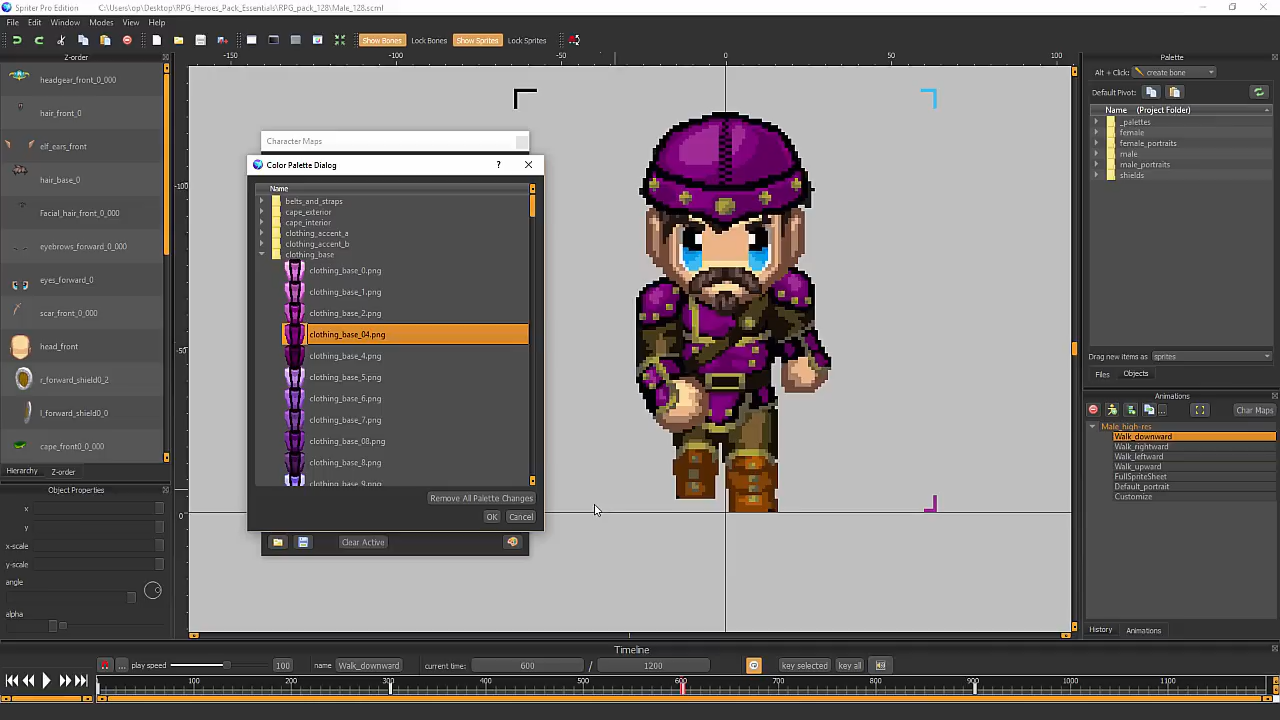 Spriter Pro Edition C:\Users\op\Desktop\RPG_Heroes_Pack_Essentials\RPG_pack_128\Male_128.scml
File Edit Window Modes View Help
Show Bones Lock Bones Show Sprites Lock Sprites
Z-order
headgear_front_0_000
hair_front_0
elf_ears_front
hair_base_0
Facial_hair_front_0_000
eyebrows_forward_0_000
eyes_forward_0
scar_front_0_000
head_front
r_forward_shield0_2
l_forward_shield0_0
cape_front0_0_000
Hierarchy Z-order
Object Properties
x
y
x-scale
y-scale
angle
alpha
-150 -100 -50 0 50 100
-100
-50
0
Character Maps
Color Palette Dialog ?
Name
belts_and_straps
cape_exterior
cape_interior
clothing_accent_a
clothing_accent_b
clothing_base
clothing_base_0.png
clothing_base_1.png
clothing_base_2.png
clothing_base_04.png
clothing_base_4.png
clothing_base_5.png
clothing_base_6.png
clothing_base_7.png
clothing_base_08.png
clothing_base_8.png
clothing_base_9.png
Remove All Palette Changes
OK Cancel
Clear Active
Palette
Alt + Click: create bone
Default Pivot:
Name (Project Folder)
_palettes
female
female_portraits
male
male_portraits
shields
Drag new items as sprites
Files Objects
Animations
... Char Maps
Male_high-res
Walk_downward
Walk_rightward
Walk_leftward
Walk_upward
FullSpriteSheet
Default_portrait
Customize
History Animations
Timeline
... play speed 100 name Walk_downward current time: 600 / 1200 key selected key all
100 200 300 400 500 600 700 800 900 1000 1100